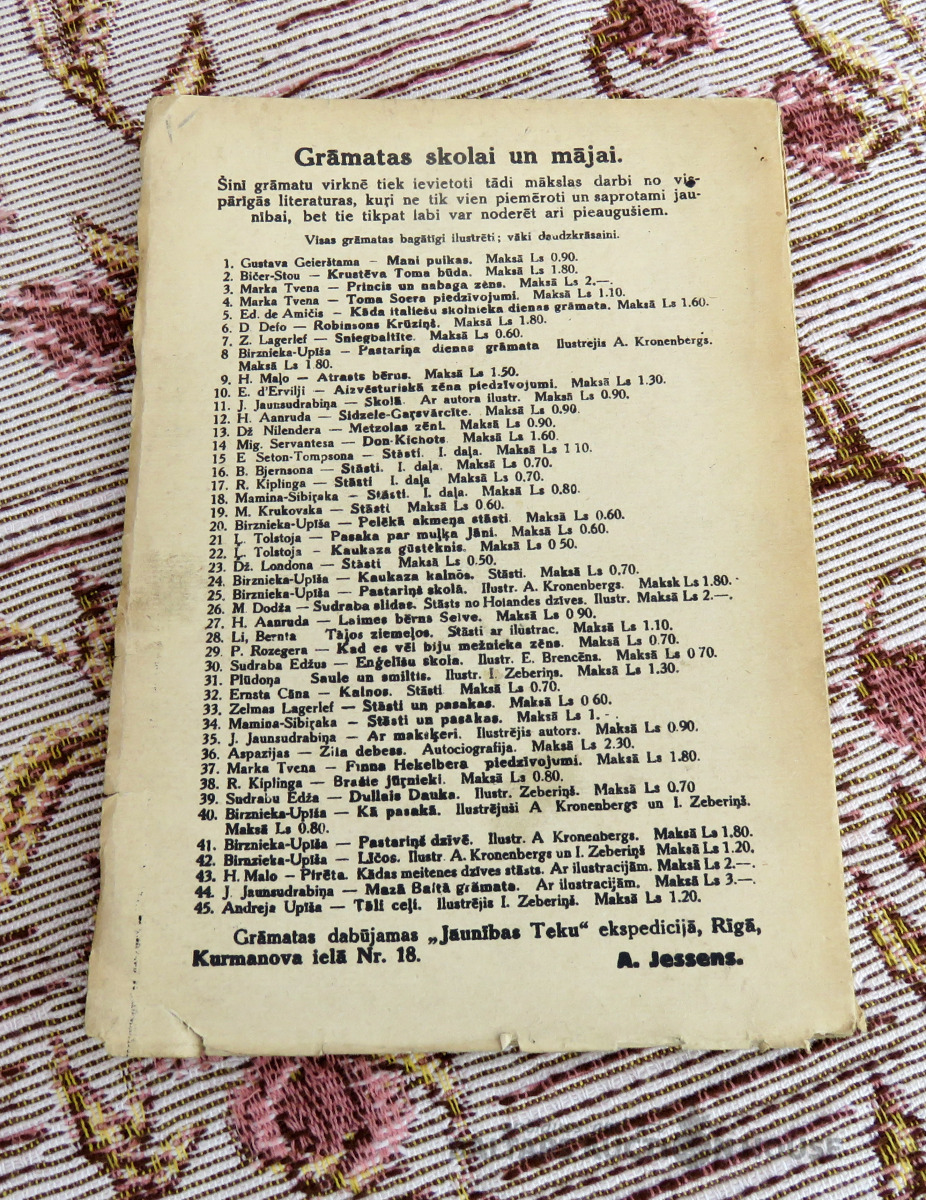 Grāmatas skolai un mājai.
Šinī grāmatu virknē tiek ievietoti tādi mākslas darbi no vis-
pārīgās literaturas, kuŗi ne tik vien piemēroti un saprotami jau-
nībai, bet tie tikpat labi var noderēt ari pieaugušiem.
Visas grāmatas bagātīgi ilustrēti; vāki daudzkrāsaini.
1. Gustava Geierštama – Mani puikas. Maksā Ls 0.90.
2. Bičer-Stou — Krustēva Toma būda. Maksā Ls 1.80.
3. Marka Tvena — Princis un nabaga zēns. Maksā Ls 2.—.
4. Marka Tvena — Toma Soera piedzīvojumi. Maksā Ls 1.10.
5. Ed. de Amičis — Kāda italiešu skolnieka dienas grāmata. Maksā Ls 1.60.
6. D. Defo — Robinsons Krūziņš. Maksā Ls 1.80.
7. Z. Lagerlef — Sniegbaltīte. Maksā Ls 0.60.
8 Birznieka-Upīša — Pastariņa dienas grāmata Ilustrējis A. Kronenbergs.
Maksā Ls 1 80.
9. H. Maļo — Atrasts bērns. Maksā Ls 1.50.
10. E. d'Ervilji — Aizvēsturiskā zēna piedzīvojumi. Maksā Ls 1.30.
11. J. Jaunsudrabiņa — Skolā. Ar autora ilustr. Maksā Ls 0.90.
12. H. Aanruda — Sidzele-Gaŗsvārcīte. Maksā Ls 0.90.
13. Dž Nilendera — Metzolas zēni. Maksā Ls 0.90.
14 Mig. Servantesa — Don-Kichots. Maksā Ls 1.60.
15 E Seton-Tompsona — Stāsti. I. daļa. Maksā Ls 1 10.
16. B. Bjernsona — Stāsti. I. daļa. Maksā Ls 0.70.
17. R. Kiplinga — Stāsti I. daļa Maksā Ls 0.70.
18. Mamina-Sibiŗaka — Stāsti. I. daļa. Maksā Ls 0.80.
19. M. Krukovska — Stāsti Maksā Ls 0.60.
20. Birznieka-Upīša — Pelēkā akmeņa stāsti. Maksā Ls 0.60.
21 Ļ. Tolstoja — Pasaka par muļķa Jāni. Maksā Ls 0.60.
22. Ļ. Tolstoja – Kaukaza gūsteknis. Maksā Ls 0 50.
23. Dž. Londona — Stāsti Maksā Ls 0.50.
24. Birznieka-Upīša — Kaukaza kalnos. Stāsti. Maksā Ls 0.70.
25. Birznieka-Upīša — Pastariņš skolā. Ilustr. A. Kronenbergs. Maksk Ls 1.80.
26. M. Dodža — Sudraba slidas. Stāsts no Holandes dzīves. Ilustr. Maksā Ls 2.—.
27. H. Aanruda — Laimes bērns Selve. Maksā Ls 0 90.
28. Li, Bernta Tājos ziemeļos. Stāsti ar ilustrac. Maksā Ls 1.10.
29. P. Rozegera — Kad es vēl biju mežnieka zēns. Maksā Ls 0.70.
30. Sudraba Edžus — Eņģelīšu skola. Ilustr. E. Brencēns. Maksā Ls 0 70.
31. Plūdoņa Saule un smiltis. Ilustr. I. Zeberiņš. Maksā Ls 1.30.
32. Ernsta Cāna — Kalnos. Stāsti Maksā Ls 0.70.
33. Zelmas Lagerlef — Stāsti un pasakas. Maksā Ls 0 60.
34. Mamina-Sibiŗaka — Stāsti un pasakas. Maksā Ls 1. - .
35. J. Jaunsudrabiņa — Ar makšķeri. Ilustrējis autors. Maksā Ls 0.90.
36. Aspazijas — Zila debess. Autociografija. Maksā Ls 2.30.
37. Marka Tvena — Finna Hekelbera piedzīvojumi. Maksā Ls 1.80.
38. R. Kiplinga — Brašie jūrnieki. Maksā Ls 0.80.
39. Sudrabu Edža — Dullais Dauka. Ilustr. Zeberiņš. Maksā Ls 0.70
40. Birznieka-Upīša — Kā pasakā. Ilustrējuši A Kronenbergs un I. Zeberiņš.
Maksā Ls 0.80.
41. Birznieka-Upīša — Pastariņš dzīvē. Ilustr. A Kronenbergs. Maksā Ls 1.80.
42. Birnzieka-Upīša — Līčos. Ilustr. A. Kronenbergs un I. Zeberiņš Maksā Ls 1.20.
43. H. Malo — Pirēta. Kādas meitenes dzīves stāsts. Ar ilustracijām. Maksā Ls 2.—.
44. J. Jaunsudrabiņa — Mazā Baltā grāmata. Ar ilustracijām. Maksā Ls 3.—.
45. Andreja Upīša — Tāli ceļi. Ilustrējis I. Zeberiņš. Maksā Ls 1.20.
Grāmatas dabūjamas „Jaunības Teku“ ekspedicijā, Rīgā,
Kurmanova ielā Nr. 18.
A. Jessens.